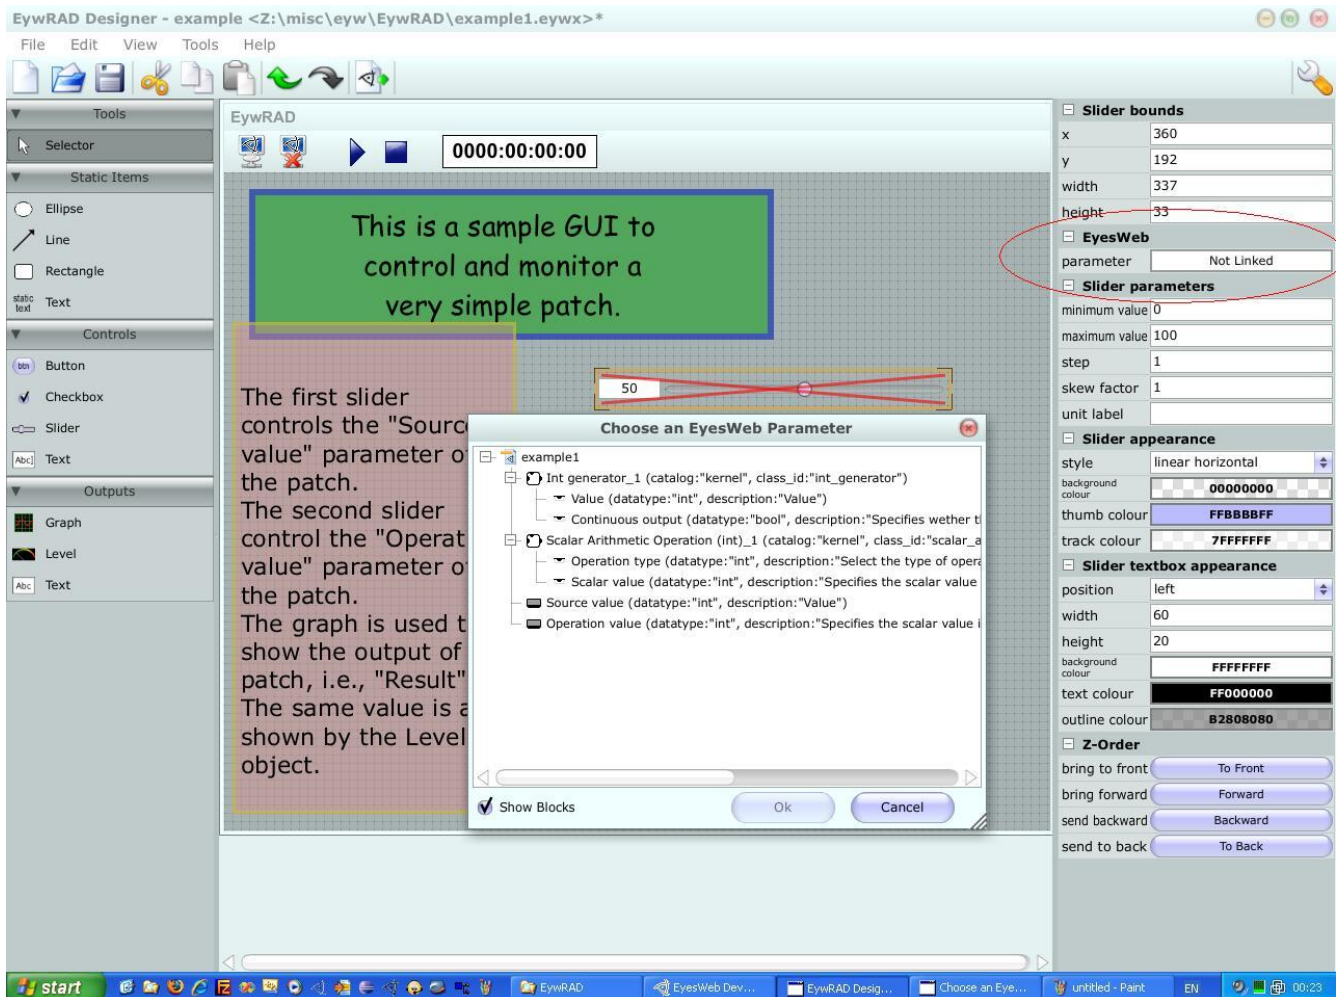 EywRAD Designer - example <Z:\misc\eyw\EywRAD\example1.eywx>*
File Edit View Tools Help
Tools
Selector
Static Items
Ellipse
Line
Rectangle
static text Text
Controls
btn Button
Checkbox
Slider
Abc Text
Outputs
Graph
Level
Abc Text
EywRAD
0000:00:00:00
This is a sample GUI to
control and monitor a
very simple patch.
The first slider
controls the "Sourc
value" parameter of
the patch.
The second slider
control the "Operat
value" parameter of
the patch.
The graph is used t
show the output of
patch, i.e., "Result"
The same value is a
shown by the Level
object.
50
Choose an EyesWeb Parameter
example1
Int generator_1 (catalog:"kernel", class_id:"int_generator")
Value (datatype:"int", description:"Value")
Continuous output (datatype:"bool", description:"Specifies wether t
Scalar Arithmetic Operation (int)_1 (catalog:"kernel", class_id:"scalar_a
Operation type (datatype:"int", description:"Select the type of opera
Scalar value (datatype:"int", description:"Specifies the scalar value
Source value (datatype:"int", description:"Value")
Operation value (datatype:"int", description:"Specifies the scalar value i
Show Blocks
Ok
Cancel
Slider bounds
x 360
y 192
width 337
height 33
EyesWeb
parameter Not Linked
Slider parameters
minimum value 0
maximum value 100
step 1
skew factor 1
unit label
Slider appearance
style linear horizontal
background colour 00000000
thumb colour FFBBBBFF
track colour 7FFFFFFF
Slider textbox appearance
position left
width 60
height 20
background colour FFFFFFFF
text colour FF000000
outline colour B2808080
Z-Order
bring to front To Front
bring forward Forward
send backward Backward
send to back To Back
start
EywRAD
EyesWeb Dev...
EywRAD Desig...
Choose an Eye...
untitled - Paint
EN
00:23